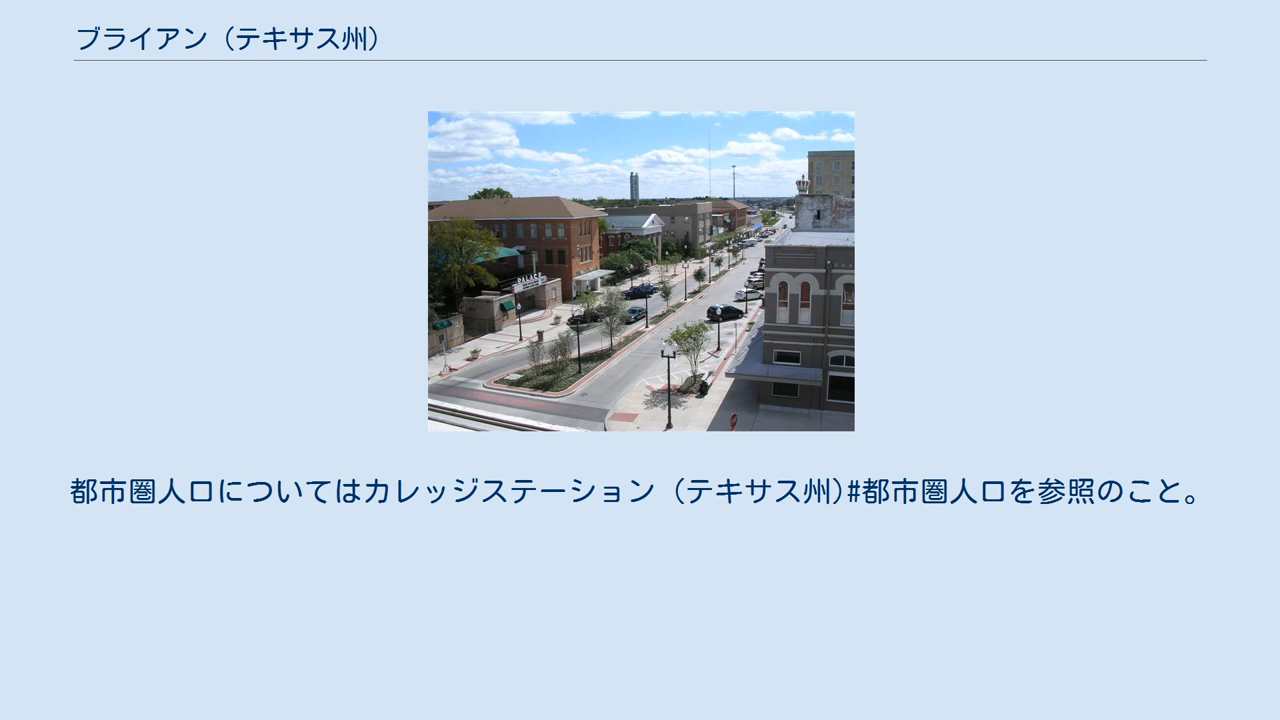 ブライアン（テキサス州）
PALACE
都市圏人口についてはカレッジステーション（テキサス州)#都市圏人口を参照のこと。